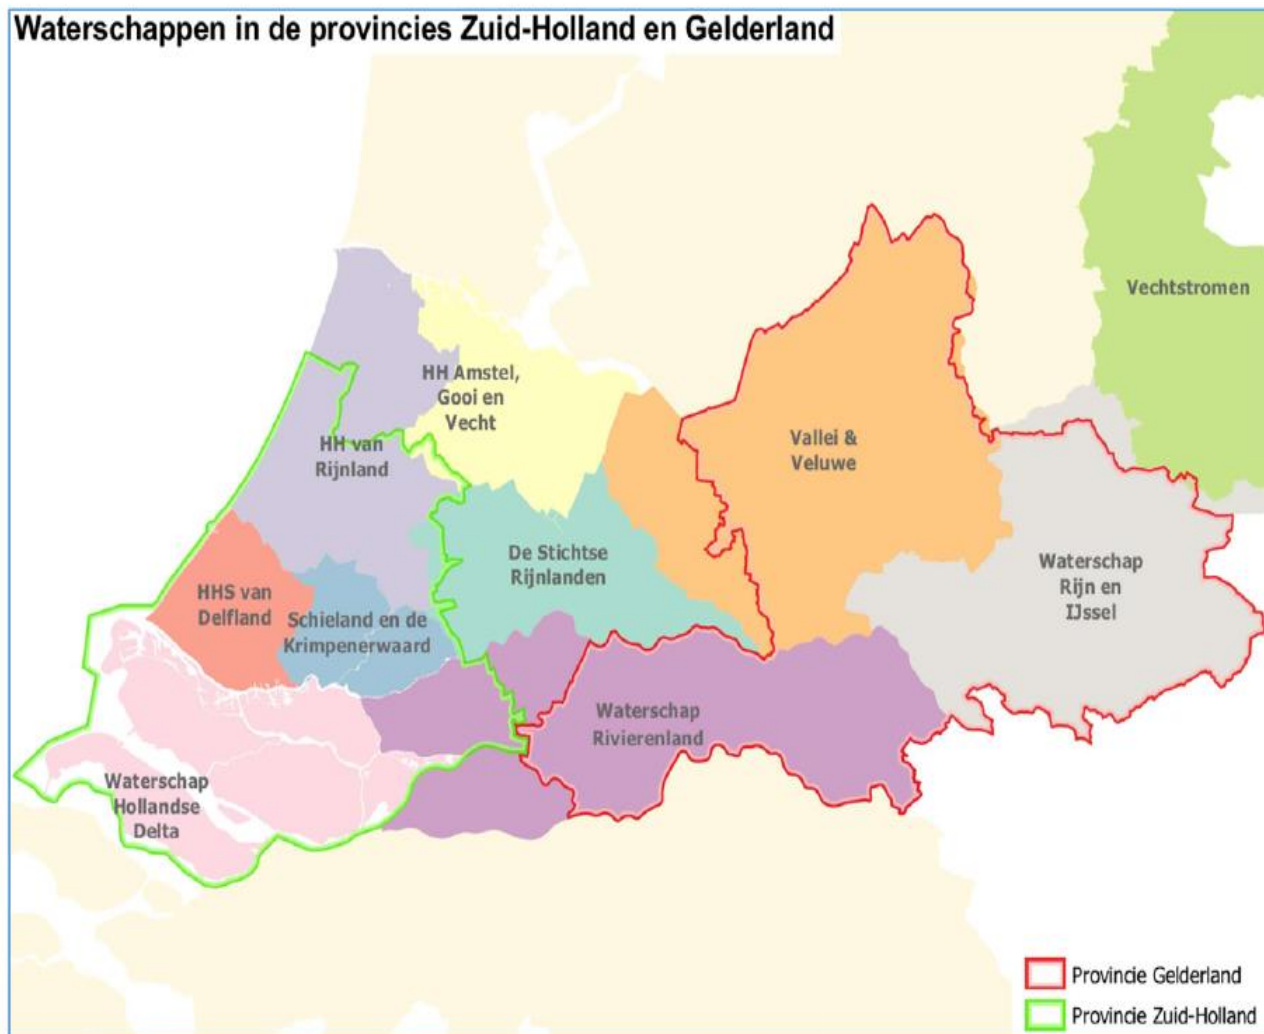 Waterschappen in de provincies Zuid-Holland en Gelderland
Vechtstromen
HH Amstel,
Gooi en
Vecht
HH van
Rijnland
Vallei &
Veluwe
De Stichtse
Rijnlanden
Waterschap
Rijn en
IJssel
HHS van
Delfland
Schieland en de
Krimpenerwaard
Waterschap
Rivierenland
Waterschap
Hollandse
Delta
Provincie Gelderland
Provincie Zuid-Holland